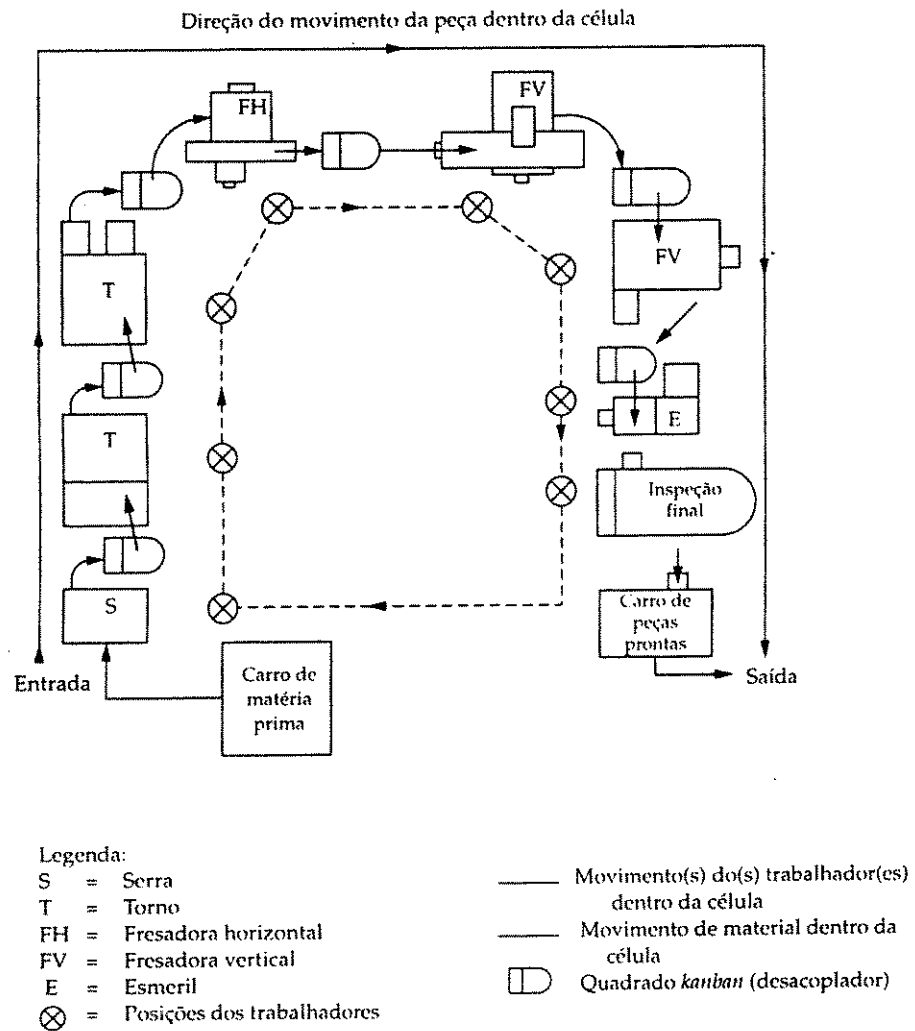 Direção do movimento da peça dentro da célula
FH
FV
T
FV
T
E
Inspeção
final
S
Carro de
peças
prontas
Entrada
Carro de
matéria
prima
Saída
Legenda:
S = Serra
T = Torno
FH = Fresadora horizontal
FV = Fresadora vertical
E = Esmeril
= Posições dos trabalhadores
Movimento(s) do(s) trabalhador(es)
dentro da célula
Movimento de material dentro da
célula
Quadrado kanban (desacoplador)